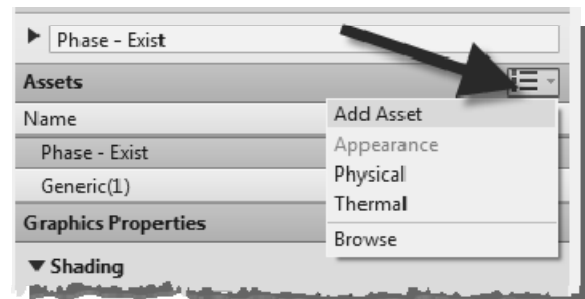 Phase - Exist
Assets
Name
Phase - Exist
Generic(1)
Graphics Properties
Shading
Add Asset
Appearance
Physical
Thermal
Browse